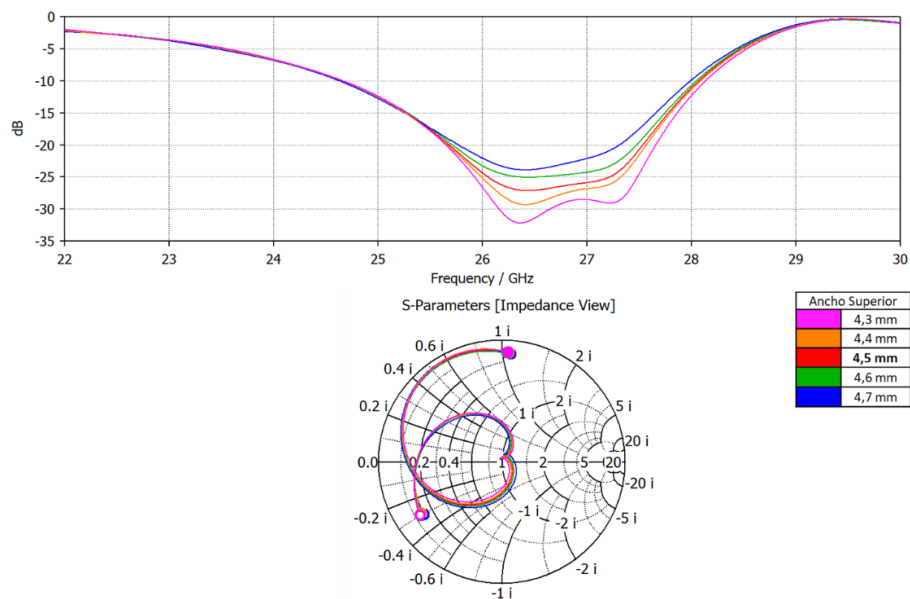 0
-5
-10
-15
-20
-25
-30
-35
dB
22 23 24 25 26 27 28 29 30
Frequency / GHz
S-Parameters [Impedance View]
Ancho Superior
4,3 mm
4,4 mm
4,5 mm
4,6 mm
4,7 mm
1 i
0.6 i
2 i
0.4 i
0.2 i
5 i
1 i
2 i
20 i
0.0 0.2 0.4 1 2 5 20
-20 i
-1 i
-2 i
-0.2 i
-5 i
-0.4 i
-0.6 i
-2 i
-1 i